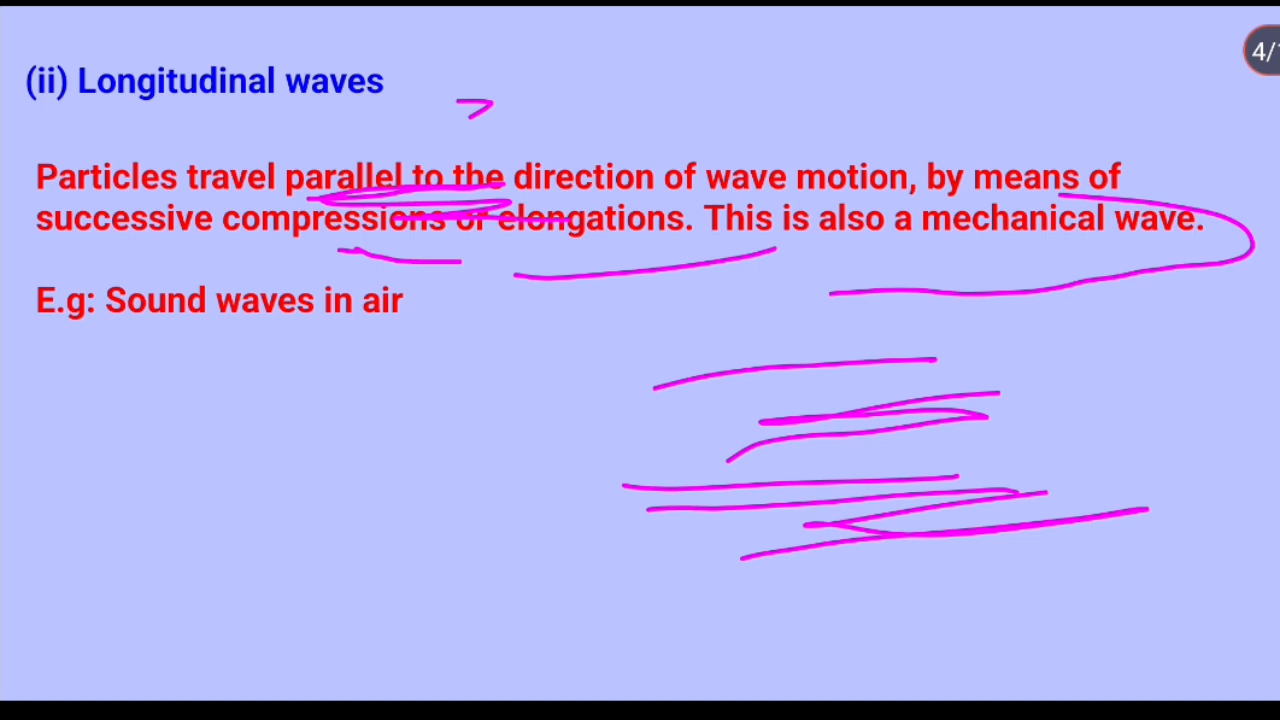 4/
(ii) Longitudinal waves
Particles travel parallel to the direction of wave motion, by means of
successive compressions or elongations. This is also a mechanical wave.
E.g: Sound waves in air